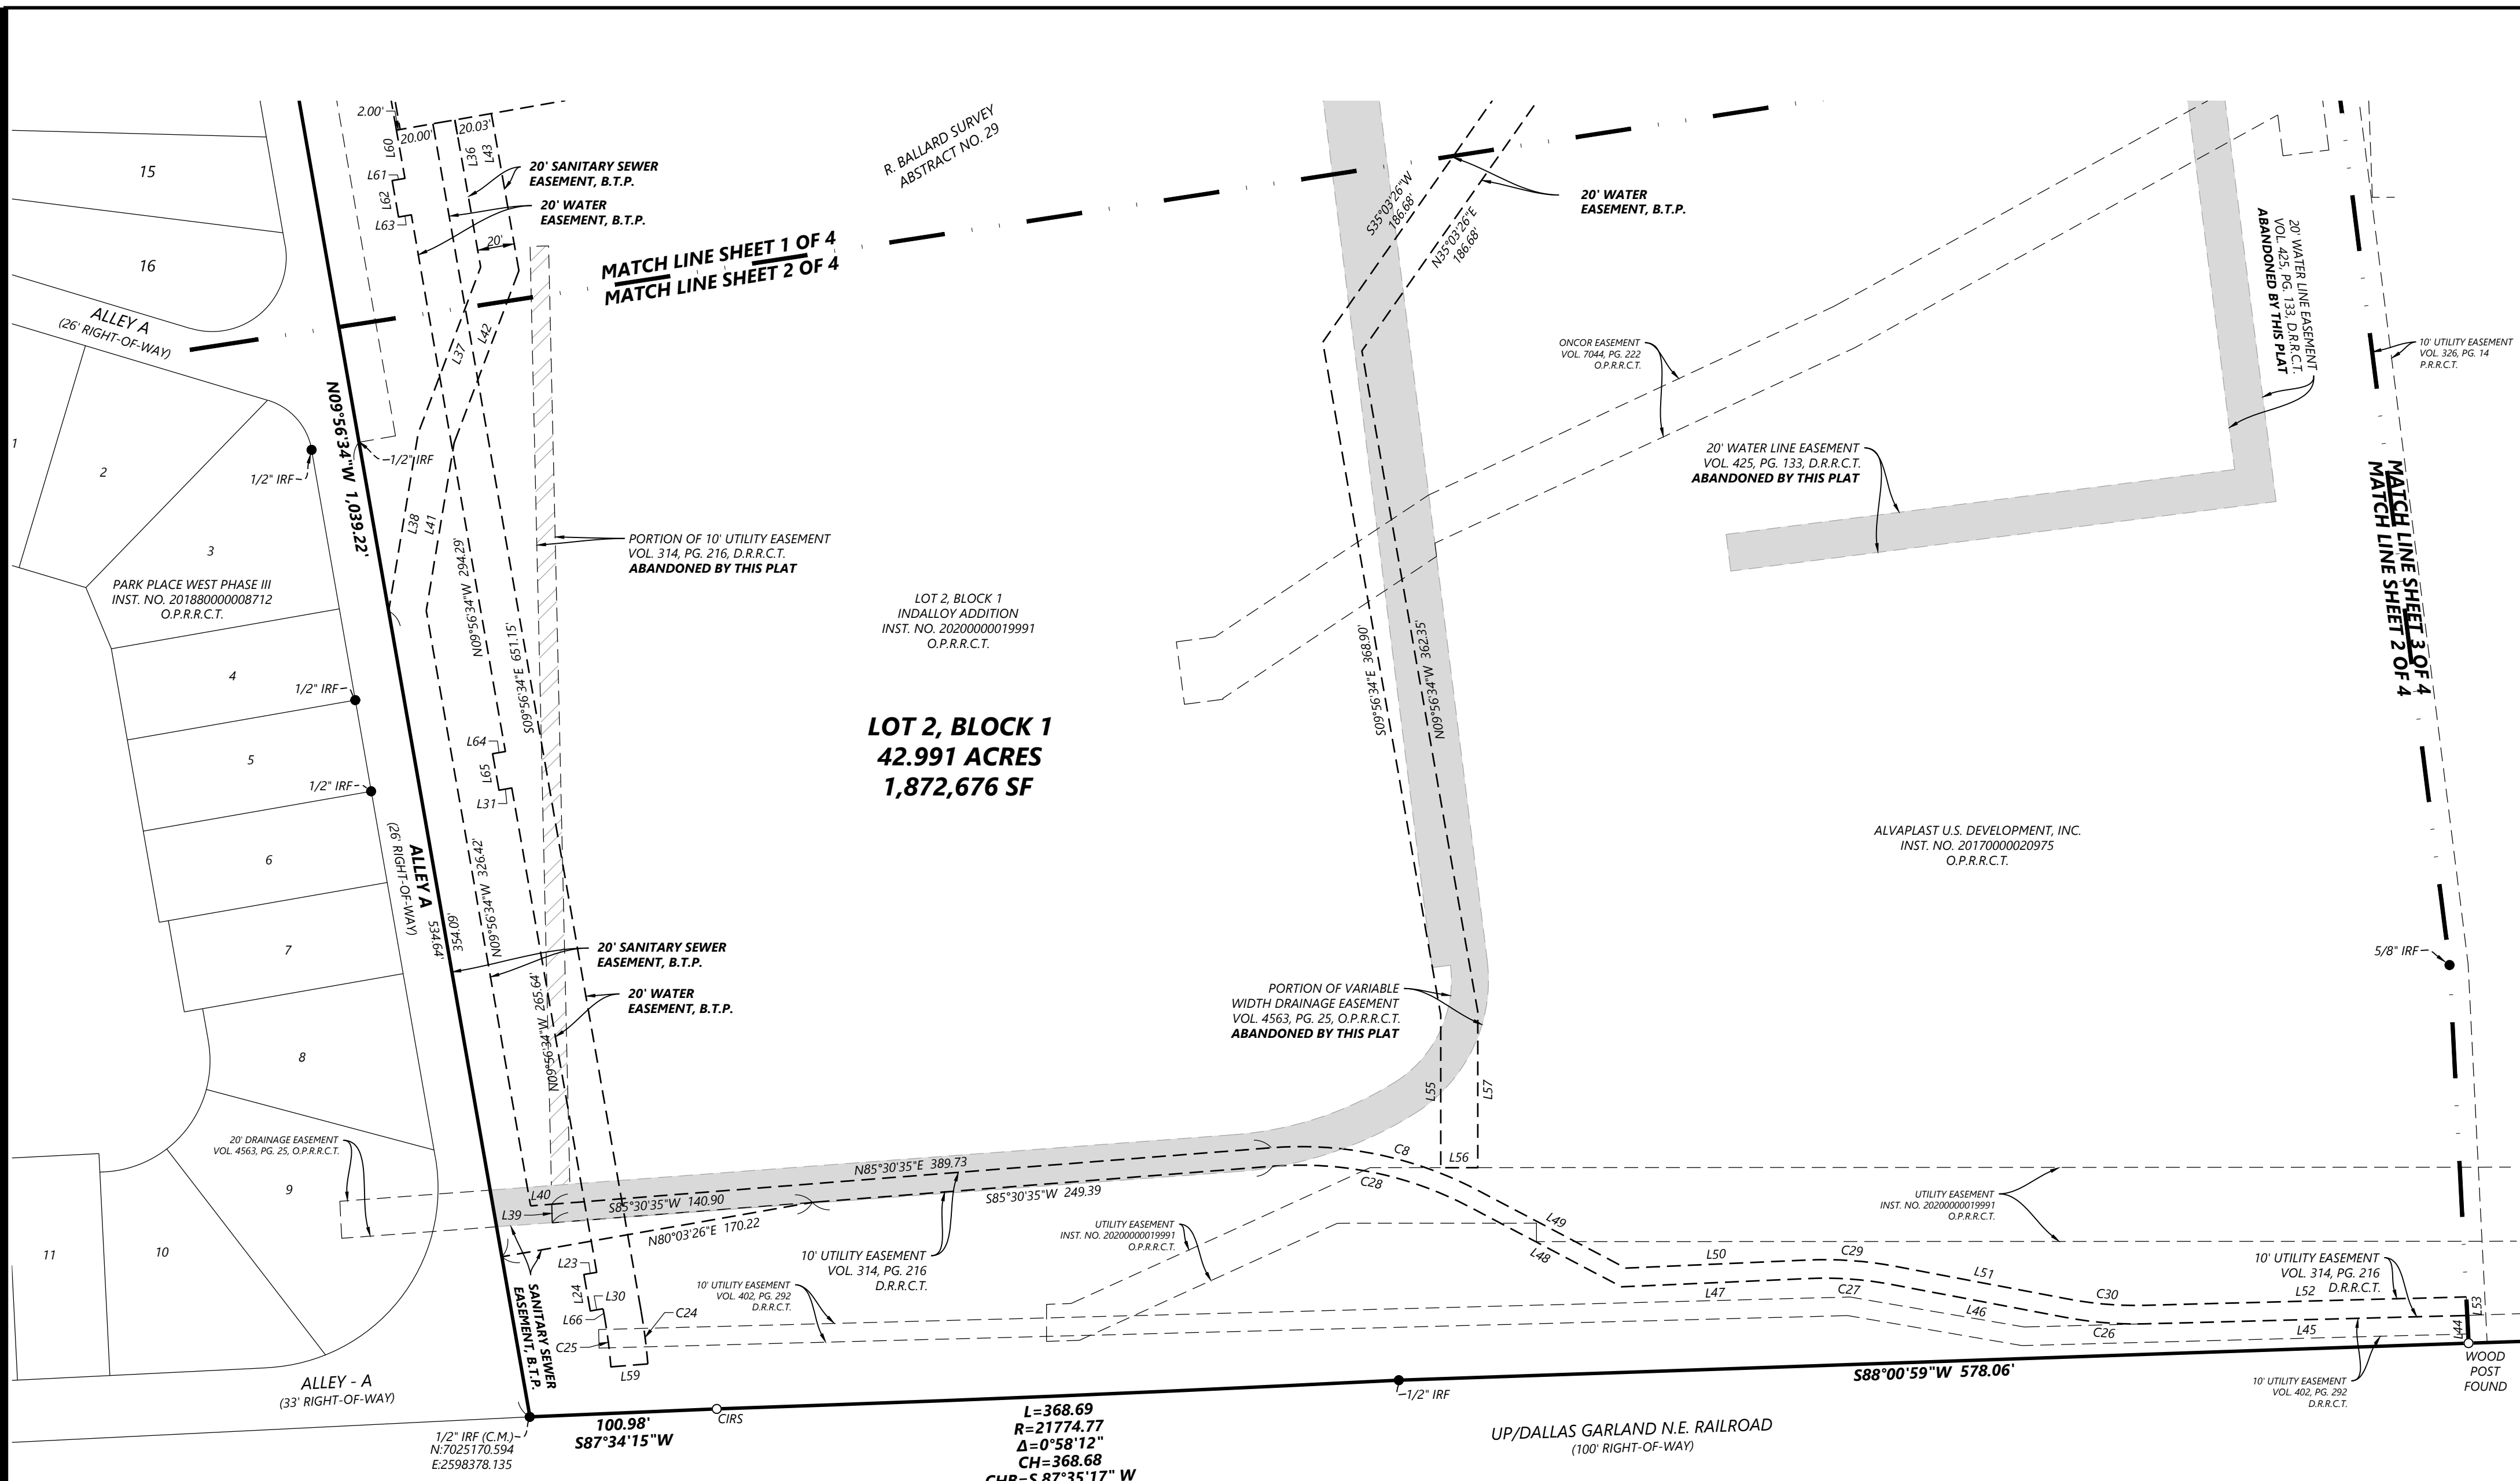 2.00'
20.00'
20.03'
L60
L36
L43
L61
L62
L63
20'
15
16
20' SANITARY SEWER
EASEMENT, B.T.P.
20' WATER
EASEMENT, B.T.P.
R. BALLARD SURVEY
ABSTRACT NO. 29
MATCH LINE SHEET 1 OF 4
MATCH LINE SHEET 2 OF 4
S35°03'26"W
186.68'
N35°03'26"E
186.68'
20' WATER
EASEMENT, B.T.P.
20' WATER LINE EASEMENT
VOL. 425, PG. 133, D.R.R.C.T.
ABANDONED BY THIS PLAT
ONCOR EASEMENT
VOL. 7044, PG. 222
O.P.R.R.C.T.
10' UTILITY EASEMENT
VOL. 326, PG. 14
P.R.R.C.T.
ALLEY A
(26' RIGHT-OF-WAY)
L37
L42
N09°56'34"W 1,039.22'
1
2
3
1/2" IRF
1/2" IRF
L38
L41
20' WATER LINE EASEMENT
VOL. 425, PG. 133, D.R.R.C.T.
ABANDONED BY THIS PLAT
MATCH LINE SHEET 3 OF 4
MATCH LINE SHEET 2 OF 4
PORTION OF 10' UTILITY EASEMENT
VOL. 314, PG. 216, D.R.R.C.T.
ABANDONED BY THIS PLAT
PARK PLACE WEST PHASE III
INST. NO. 201880000008712
O.P.R.R.C.T.
N09°56'34"W 294.29'
S09°56'34"E 651.15'
LOT 2, BLOCK 1
INDALLOY ADDITION
INST. NO. 20200000019991
O.P.R.R.C.T.
S09°56'34"E 368.90'
N09°56'34"W 362.35'
4
1/2" IRF
5
1/2" IRF
L64
L65
L31
LOT 2, BLOCK 1
42.991 ACRES
1,872,676 SF
ALVAPLAST U.S. DEVELOPMENT, INC.
INST. NO. 20170000020975
O.P.R.R.C.T.
6
7
8
ALLEY A
(26' RIGHT-OF-WAY)
534.64'
354.09'
N09°56'34"W 326.42'
N09°56'34"W 265.64'
20' SANITARY SEWER
EASEMENT, B.T.P.
20' WATER
EASEMENT, B.T.P.
5/8" IRF
PORTION OF VARIABLE
WIDTH DRAINAGE EASEMENT
VOL. 4563, PG. 25, O.P.R.R.C.T.
ABANDONED BY THIS PLAT
L55
L57
L56
20' DRAINAGE EASEMENT
VOL. 4563, PG. 25, O.P.R.R.C.T.
9
10
11
L40
L39
N85°30'35"E 389.73
S85°30'35"W 140.90
S85°30'35"W 249.39
N80°03'26"E 170.22
C8
C28
L49
L48
UTILITY EASEMENT
INST. NO. 20200000019991
O.P.R.R.C.T.
UTILITY EASEMENT
INST. NO. 20200000019991
O.P.R.R.C.T.
10' UTILITY EASEMENT
VOL. 314, PG. 216
D.R.R.C.T.
10' UTILITY EASEMENT
VOL. 402, PG. 292
D.R.R.C.T.
L50
C29
L51
C30
L52
L47
C27
L46
C26
L45
L53
L44
10' UTILITY EASEMENT
VOL. 314, PG. 216
D.R.R.C.T.
L23
L24
L30
L66
C24
C25
L59
SANITARY SEWER
EASEMENT, B.T.P.
ALLEY - A
(33' RIGHT-OF-WAY)
1/2" IRF (C.M.)
N:7025170.594
E:2598378.135
100.98'
S87°34'15"W
CIRS
L=368.69
R=21774.77
Δ=0°58'12"
CH=368.68
CHB=S 87°35'17" W
1/2" IRF
UP/DALLAS GARLAND N.E. RAILROAD
(100' RIGHT-OF-WAY)
S88°00'59"W 578.06'
10' UTILITY EASEMENT
VOL. 402, PG. 292
D.R.R.C.T.
WOOD
POST
FOUND